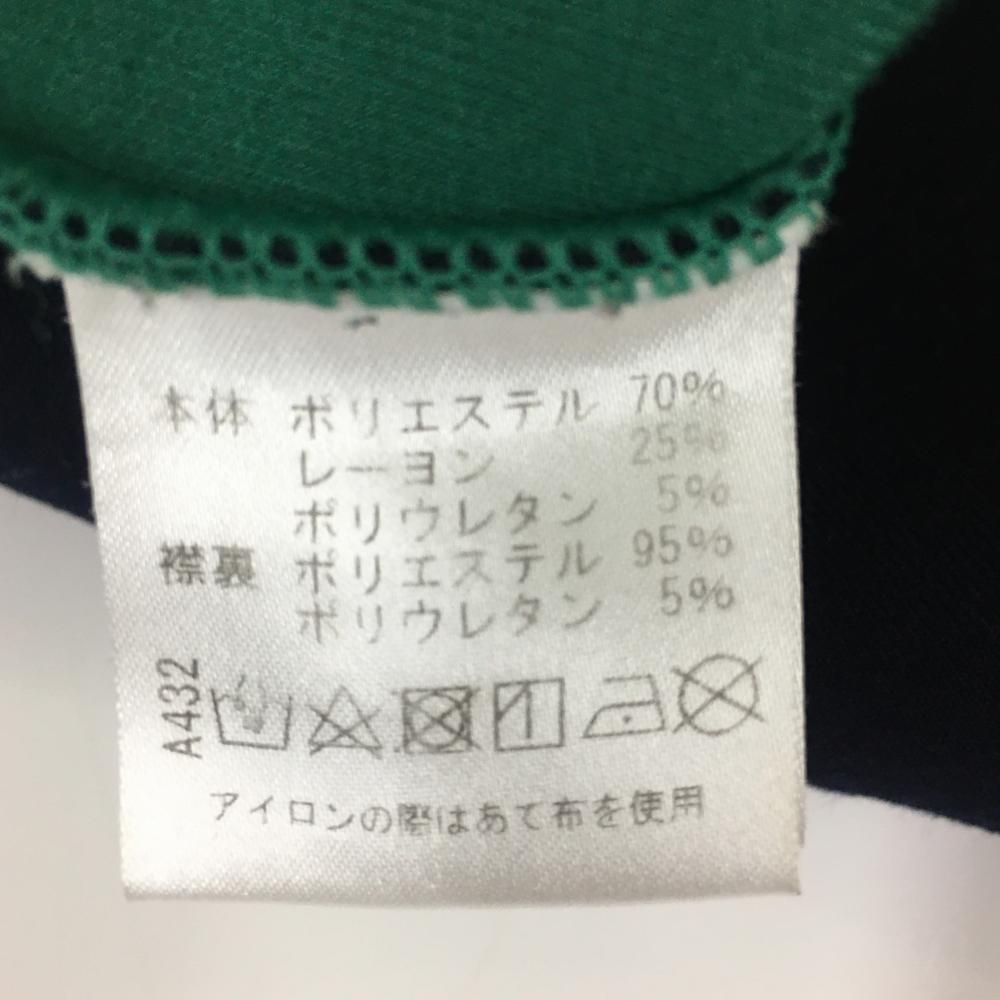 本体 ポリエステル 70%
レーヨン 25%
ポリウレタン 5%
襟裏 ポリエステル 95%
ポリウレタン 5%
A432
アイロンの際はあて布を使用